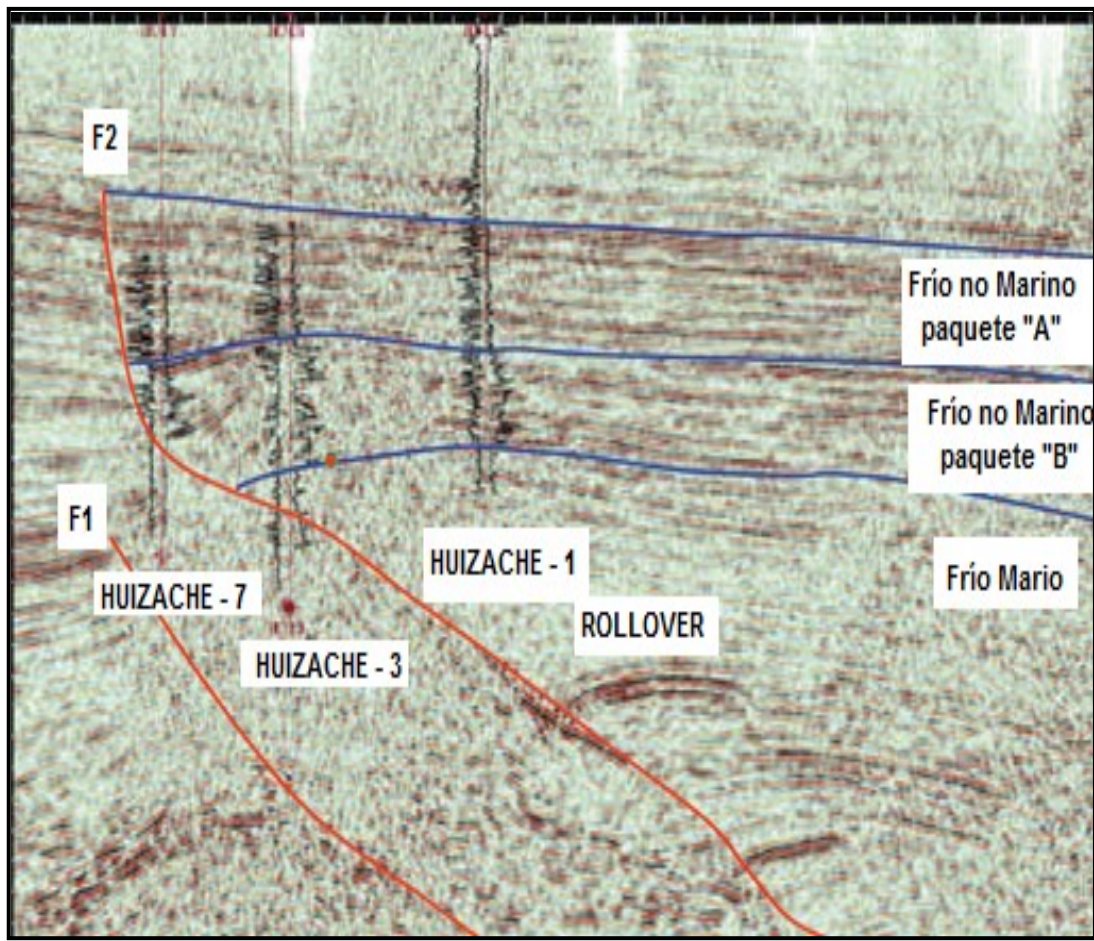 F2
Frío no Marino
paquete "A"
Frío no Marino
paquete "B"
F1
HUIZACHE - 1
Frío Mario
HUIZACHE - 7
ROLLOVER
HUIZACHE - 3